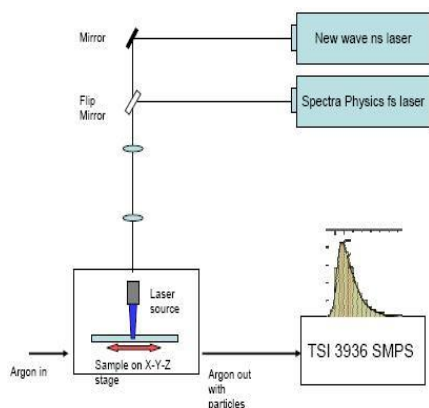 Mirror
New wave ns laser
Flip
Mirror
Spectra Physics fs laser
Laser
source
Sample on X-Y-Z
stage
Argon in
Argon out
with
particles
TSI 3936 SMPS